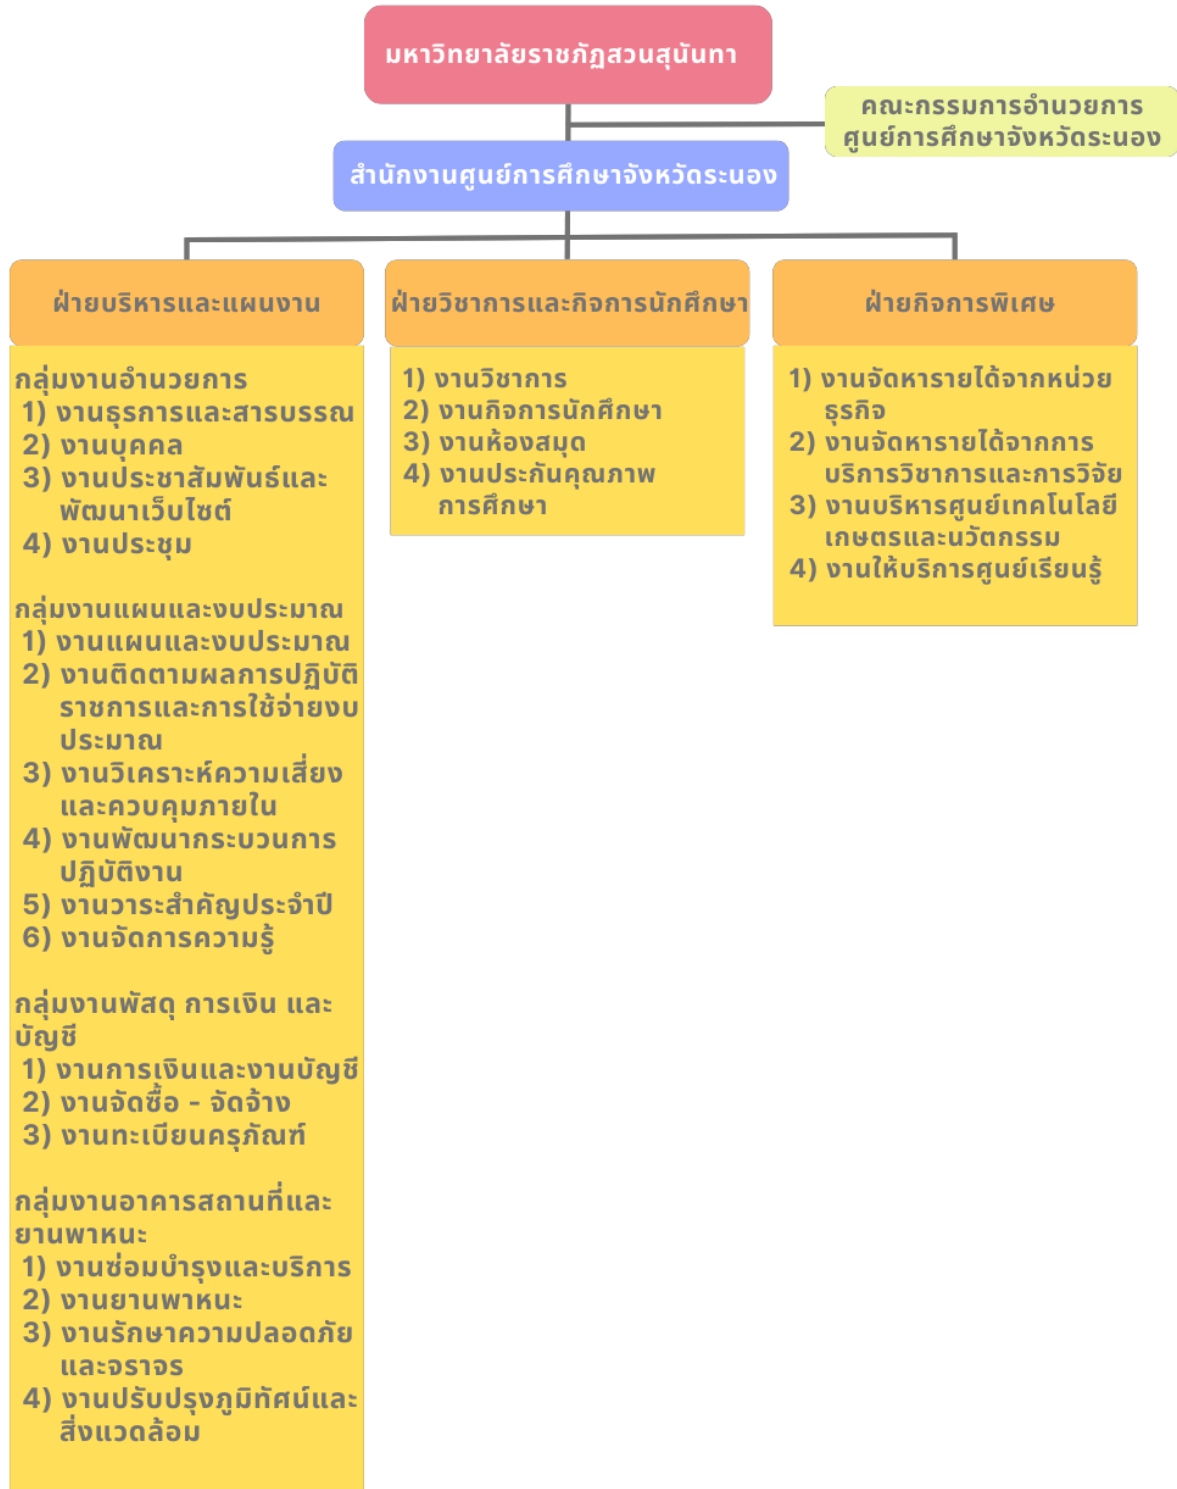 มหาวิทยาลัยราชภัฏสวนสุนันทา
คณะกรรมการอำนวยการ
ศูนย์การศึกษาจังหวัดระนอง
สำนักงานศูนย์การศึกษาจังหวัดระนอง
ฝ่ายบริหารและแผนงาน
กลุ่มงานอำนวยการ
1) งานธุรการและสารบรรณ
2) งานบุคคล
3) งานประชาสัมพันธ์และ
พัฒนาเว็บไซต์
4) งานประชุม
กลุ่มงานแผนและงบประมาณ
1) งานแผนและงบประมาณ
2) งานติดตามผลการปฏิบัติ
ราชการและการใช้จ่ายงบ
ประมาณ
3) งานวิเคราะห์ความเสี่ยง
และควบคุมภายใน
4) งานพัฒนากระบวนการ
ปฏิบัติงาน
5) งานวาระสำคัญประจำปี
6) งานจัดการความรู้
กลุ่มงานพัสดุ การเงิน และ
บัญชี
1) งานการเงินและงานบัญชี
2) งานจัดซื้อ - จัดจ้าง
3) งานทะเบียนครุภัณฑ์
กลุ่มงานอาคารสถานที่และ
ยานพาหนะ
1) งานซ่อมบำรุงและบริการ
2) งานยานพาหนะ
3) งานรักษาความปลอดภัย
และจราจร
4) งานปรับปรุงภูมิทัศน์และ
สิ่งแวดล้อม
ฝ่ายวิชาการและกิจการนักศึกษา
1) งานวิชาการ
2) งานกิจการนักศึกษา
3) งานห้องสมุด
4) งานประกันคุณภาพ
การศึกษา
ฝ่ายกิจการพิเศษ
1) งานจัดหารายได้จากหน่วย
ธุรกิจ
2) งานจัดหารายได้จากการ
บริการวิชาการและการวิจัย
3) งานบริหารศูนย์เทคโนโลยี
เกษตรและนวัตกรรม
4) งานให้บริการศูนย์เรียนรู้